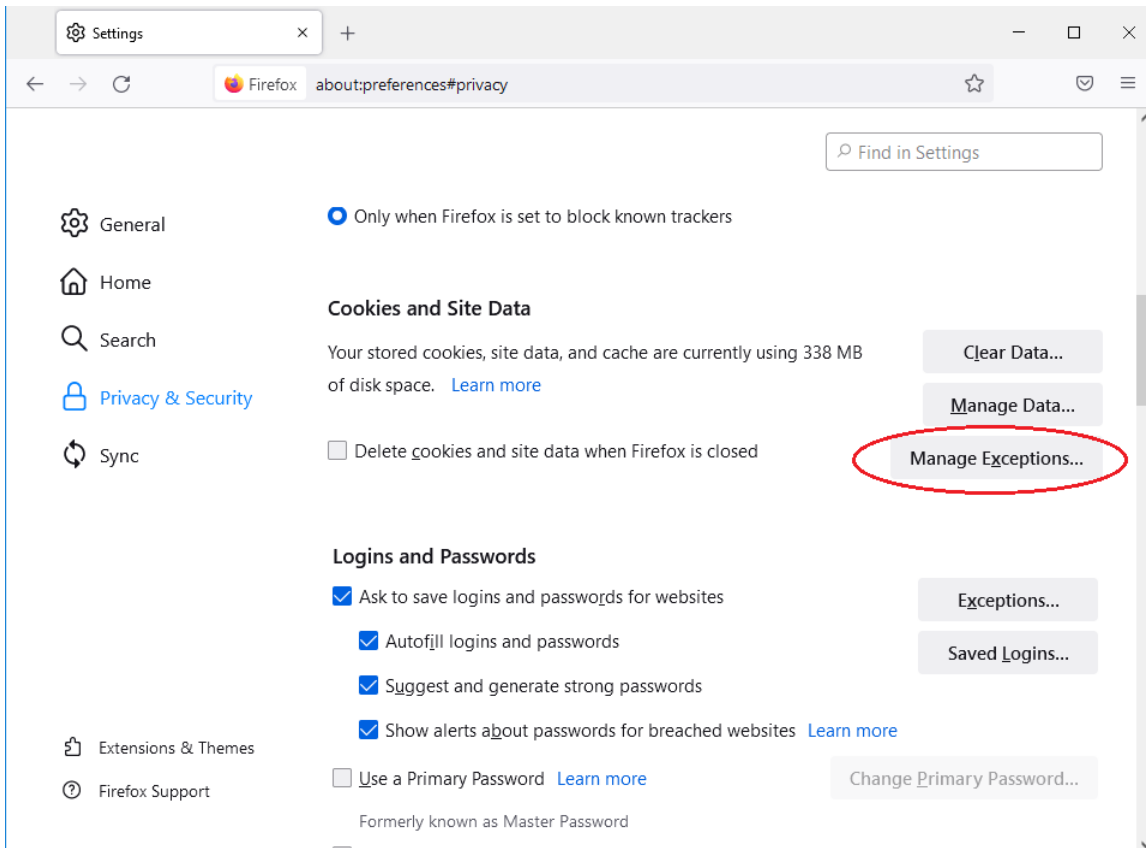 Settings
Firefox about:preferences#privacy
Find in Settings
General
Home
Search
Privacy & Security
Sync
Extensions & Themes
Firefox Support
Only when Firefox is set to block known trackers
Cookies and Site Data
Your stored cookies, site data, and cache are currently using 338 MB
of disk space. Learn more
Clear Data...
Manage Data...
Delete cookies and site data when Firefox is closed
Manage Exceptions...
Logins and Passwords
Ask to save logins and passwords for websites
Exceptions...
Autofill logins and passwords
Saved Logins...
Suggest and generate strong passwords
Show alerts about passwords for breached websites Learn more
Use a Primary Password Learn more
Change Primary Password...
Formerly known as Master Password